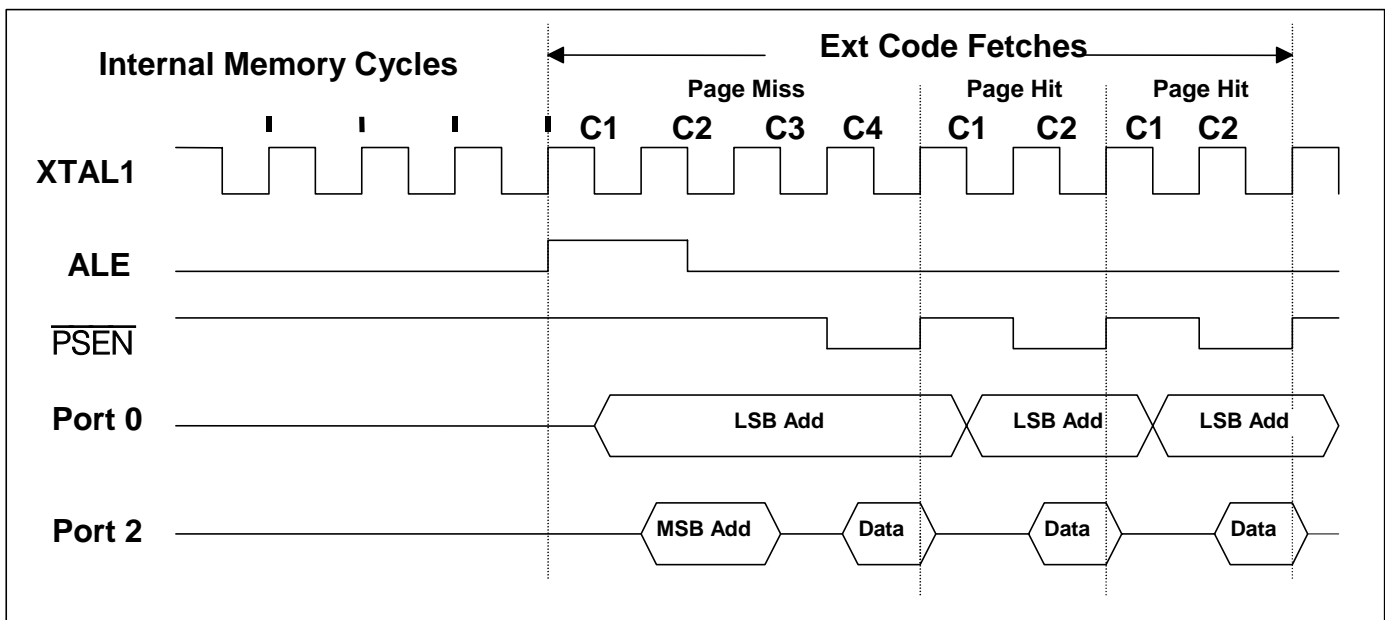 Internal Memory Cycles
Ext Code Fetches
Page Miss Page Hit Page Hit
C1 C2 C3 C4 C1 C2 C1 C2
XTAL1
ALE
PSEN
Port 0 LSB Add LSB Add LSB Add
Port 2 MSB Add Data Data Data